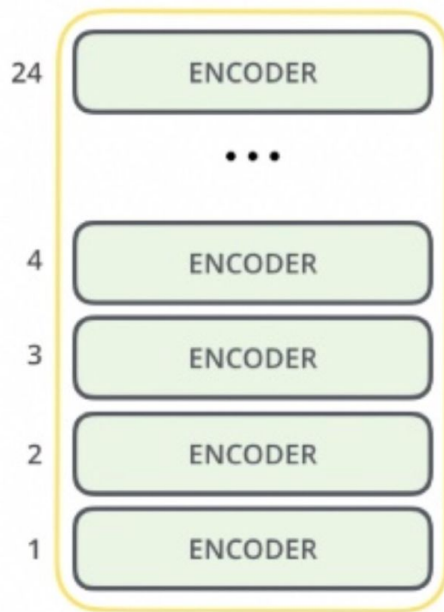 24 ENCODER
...
4 ENCODER
3 ENCODER
2 ENCODER
1 ENCODER